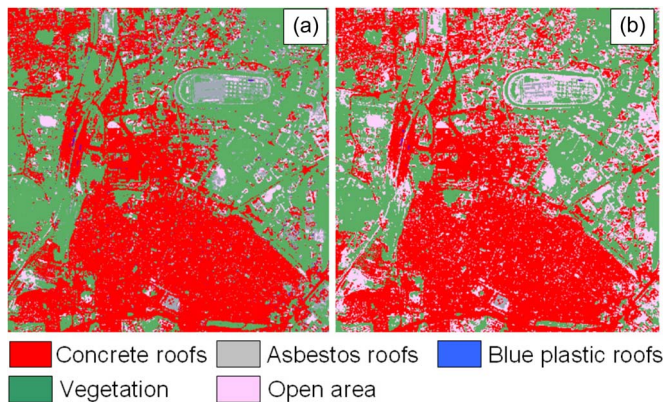 (a) (b)
Concrete roofs Asbestos roofs Blue plastic roofs
Vegetation Open area